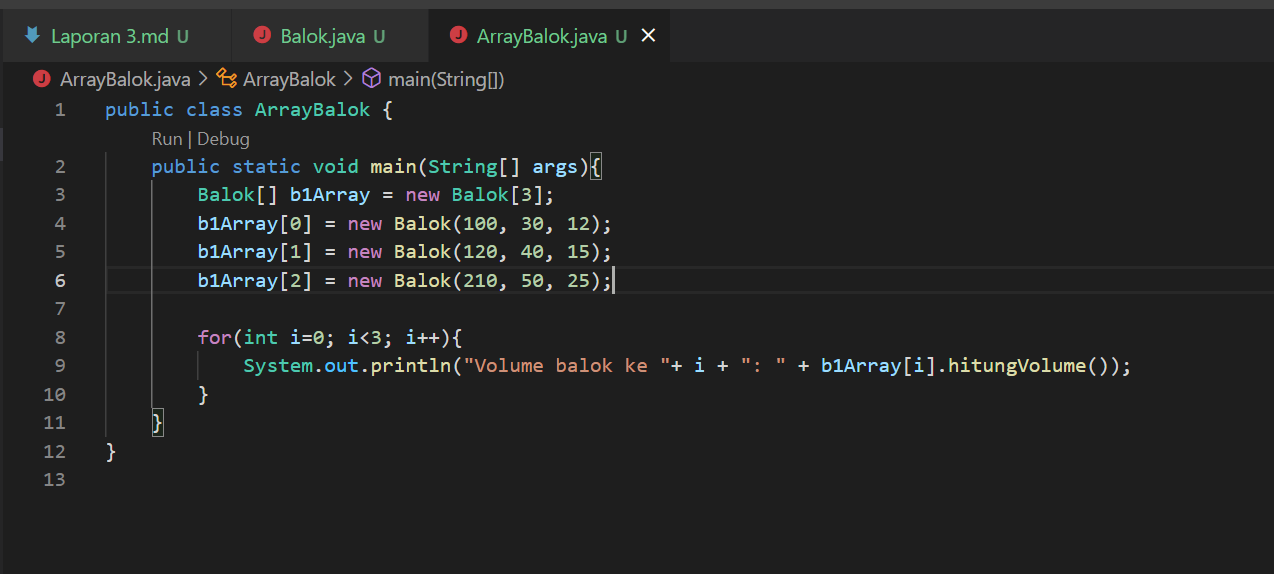 Laporan 3.md U Balok.java U ArrayBalok.java U
ArrayBalok.java > ArrayBalok > main(String[])
1 public class ArrayBalok {
Run | Debug
2 public static void main(String[] args){
3 Balok[] b1Array = new Balok[3];
4 b1Array[0] = new Balok(100, 30, 12);
5 b1Array[1] = new Balok(120, 40, 15);
6 b1Array[2] = new Balok(210, 50, 25);
7
8 for(int i=0; i<3; i++){
9 System.out.println("Volume balok ke "+ i + ": " + b1Array[i].hitungVolume());
10 }
11 }
12 }
13